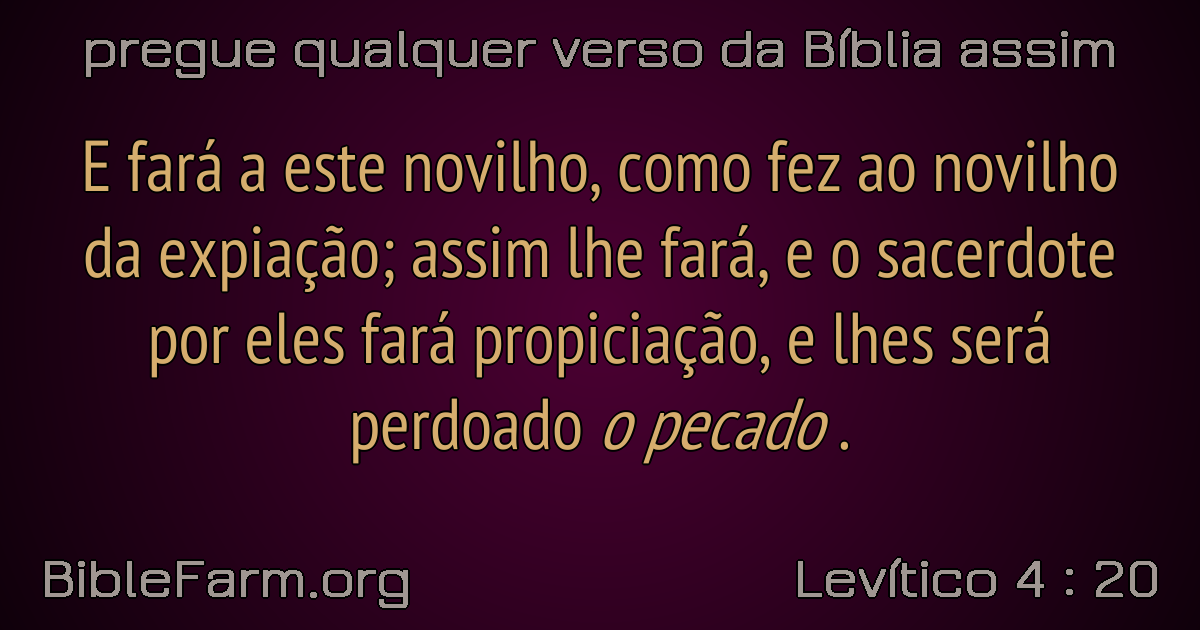 pregue qualquer verso da Bíblia assim
E fará a este novilho, como fez ao novilho
da expiação; assim lhe fará, e o sacerdote
por eles fará propiciação, e lhes será
perdoado o pecado .
BibleFarm.org
Levítico 4 : 20